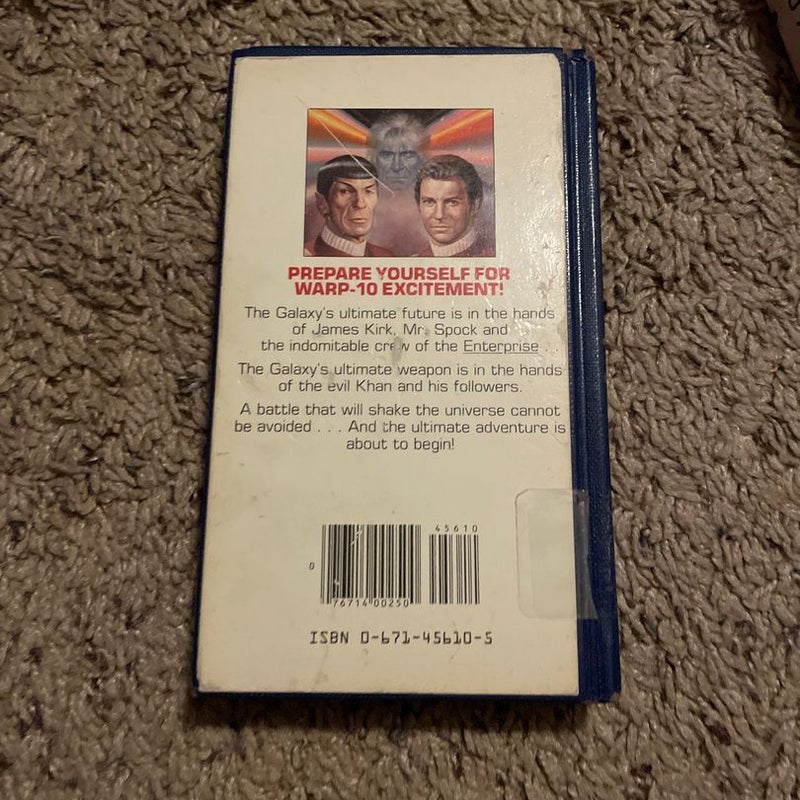 PREPARE YOURSELF FOR
WARP-10 EXCITEMENT!
The Galaxy's ultimate future is in the hands
of James Kirk, Mr. Spock and
the indomitable crew of the Enterprise . .
The Galaxy's ultimate weapon is in the hands
of the evil Khan and his followers.
A battle that will shake the universe cannot
be avoided . . . And the ultimate adventure is
about to begin!
45610
0
76714 00250
ISBN 0-671-45610-5